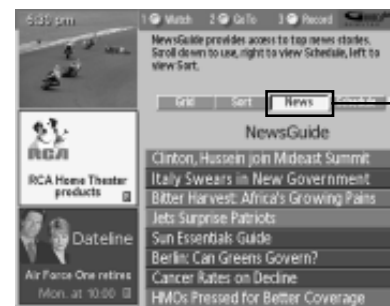 6:30 pm
1 Watch 2 GoTo 3 Record
NewsGuide provides access to top news stories.
Scroll down to use, right to view Schedule, left to
view Sort.
Grid Sort News
NewsGuide
Clinton, Hussein Join Mideast Summit
Italy Swears in New Government
Bitter Harvest: Africa's Growing Pains
Jets Surprise Patriots
Sun Essentials Guide
Berlin: Can Greens Govern?
Cancer Rates on Decline
HMOs Pressed for Better Coverage
RCA
RCA Home Theater
products
Dateline
Air Force One retires
Mon. at 10:00